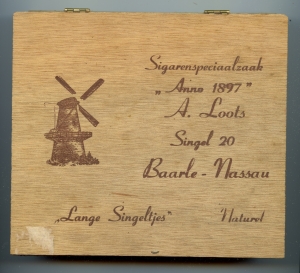 Sigarenspeciaalzaak
„Anno 1897"
A. Loots
Singel 20
Baarle - Nassau
„Lange Singeltjes" Naturel